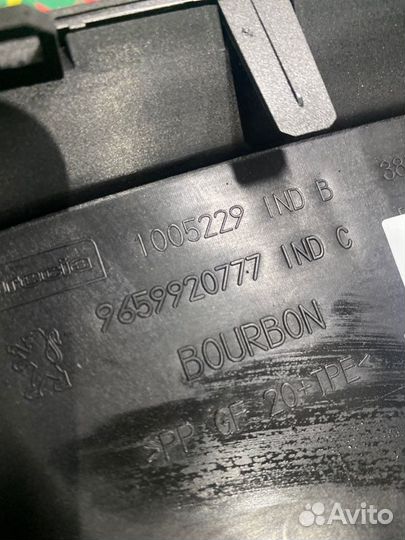 1005229 IND B
9659920777 IND C
BOURBON
>PP GF 20+TPE<
Avito